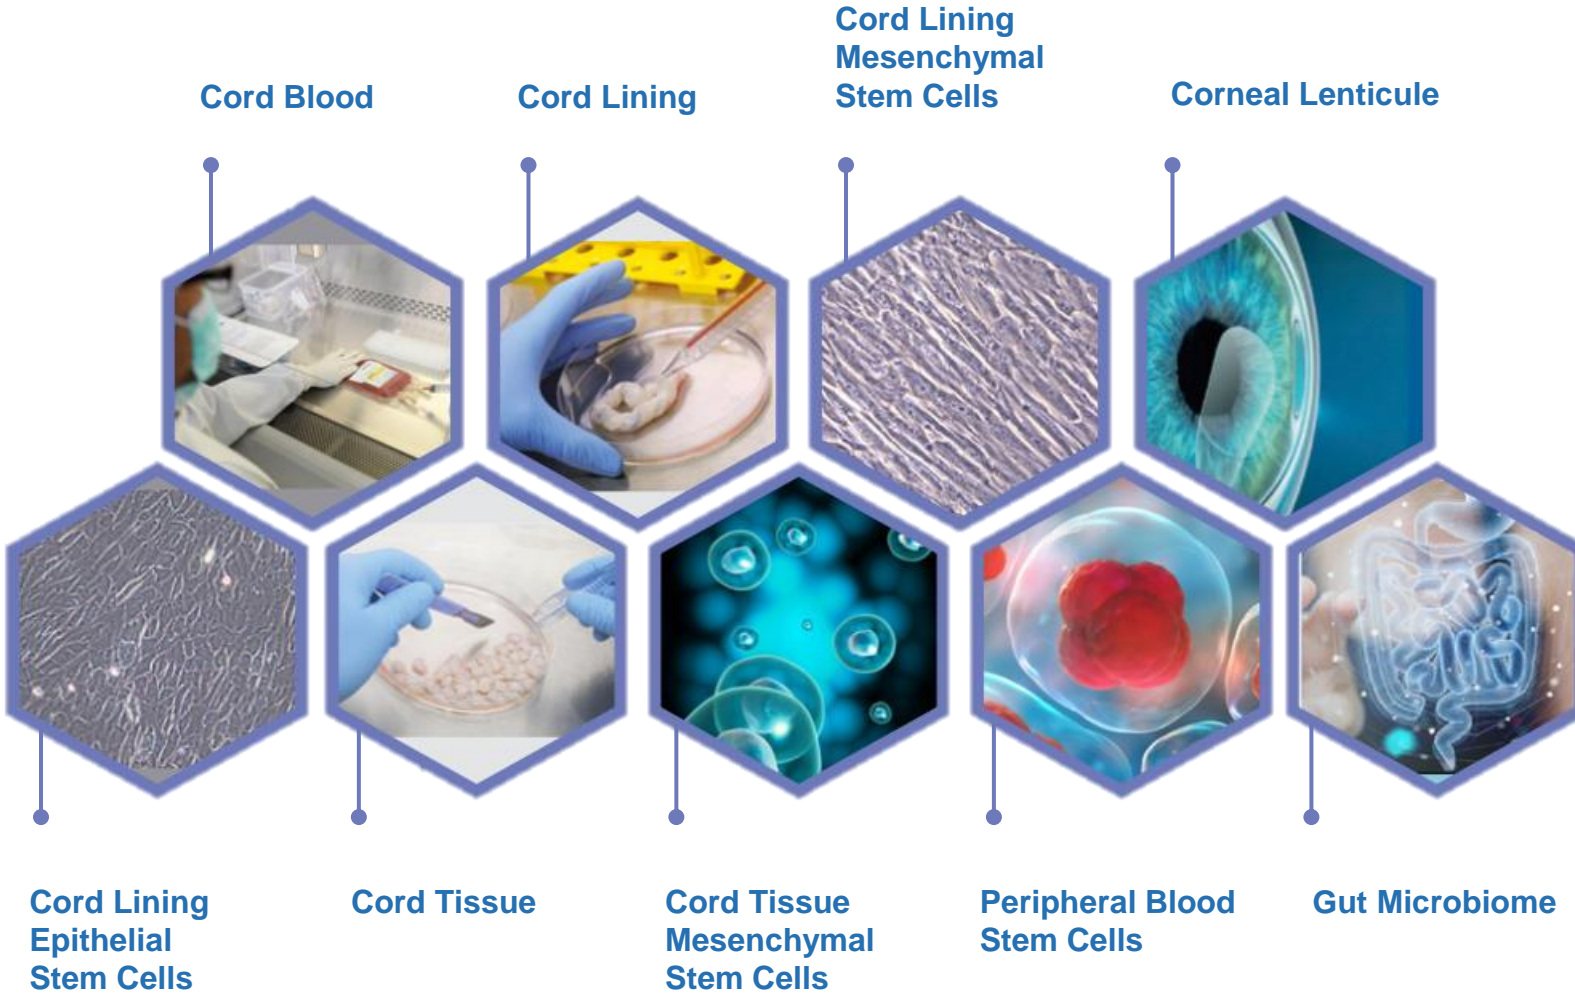 Cord Blood
Cord Lining
Cord Lining
Mesenchymal
Stem Cells
Corneal Lenticule
Cord Lining
Epithelial
Stem Cells
Cord Tissue
Cord Tissue
Mesenchymal
Stem Cells
Peripheral Blood
Stem Cells
Gut Microbiome